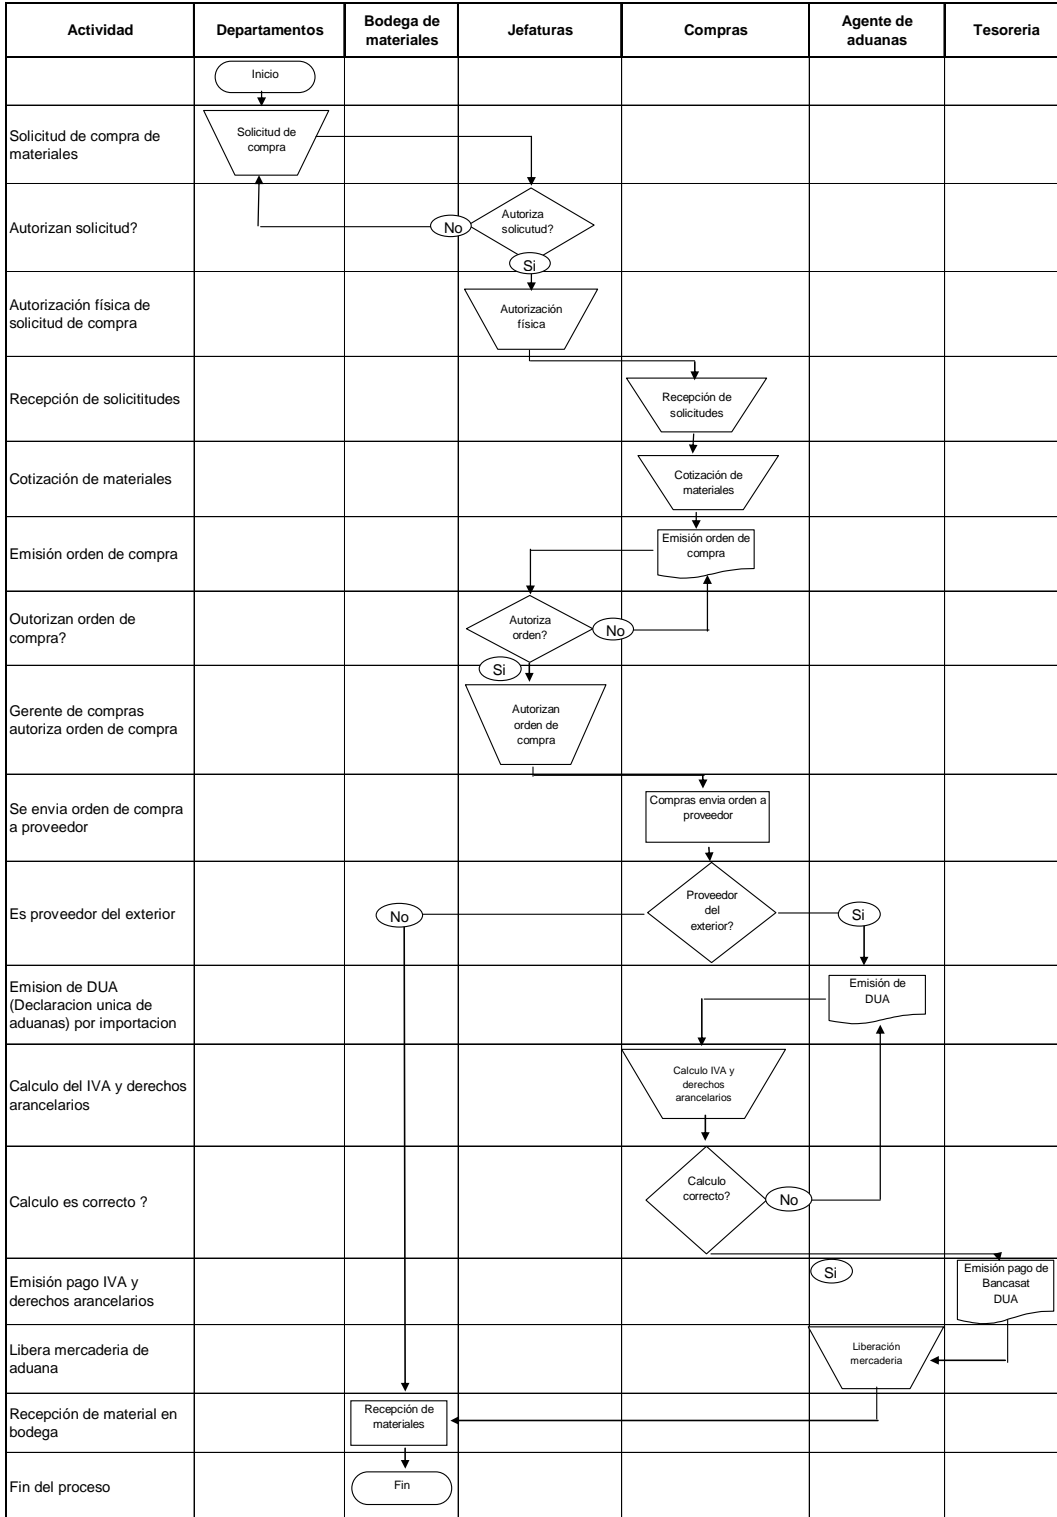 Actividad
Departamentos
Bodega de
materiales
Jefaturas
Compras
Agente de
aduanas
Tesoreria
Inicio
Solicitud de compra de
materiales
Solicitud de
compra
Autorizan solicitud?
No
Autoriza
solicutud?
Si
Autorización física de
solicitud de compra
Autorización
física
Recepción de solicititudes
Recepción de
solicitudes
Cotización de materiales
Cotización de
materiales
Emisión orden de compra
Emisión orden de
compra
Outorizan orden de
compra?
Autoriza
orden?
No
Si
Gerente de compras
autoriza orden de compra
Autorizan
orden de
compra
Se envia orden de compra
a proveedor
Compras envia orden a
proveedor
Es proveedor del exterior
No
Proveedor
del
exterior?
Si
Emision de DUA
(Declaracion unica de
aduanas) por importacion
Emisión de
DUA
Calculo del IVA y derechos
arancelarios
Calculo IVA y
derechos
arancelarios
Calculo es correcto ?
Calculo
correcto?
No
Emisión pago IVA y
derechos arancelarios
Si
Emisión pago de
Bancasat
DUA
Libera mercaderia de
aduana
Liberación
mercaderia
Recepción de material en
bodega
Recepción de
materiales
Fin del proceso
Fin